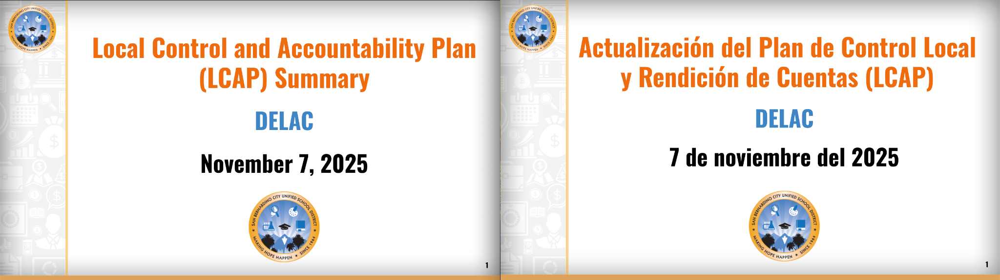 SAN BERNARDINO CITY UNIFIED SCHOOL DISTRICT
MAKING HOPE HAPPEN ★ SINCE 1964
Local Control and Accountability Plan
(LCAP) Summary
DELAC
November 7, 2025
SAN BERNARDINO CITY UNIFIED SCHOOL DISTRICT
MAKING HOPE HAPPEN ★ SINCE 1964
1
SAN BERNARDINO CITY UNIFIED SCHOOL DISTRICT
MAKING HOPE HAPPEN ★ SINCE 1964
Actualización del Plan de Control Local
y Rendición de Cuentas (LCAP)
DELAC
7 de noviembre del 2025
SAN BERNARDINO CITY UNIFIED SCHOOL DISTRICT
MAKING HOPE HAPPEN ★ SINCE 1964
1